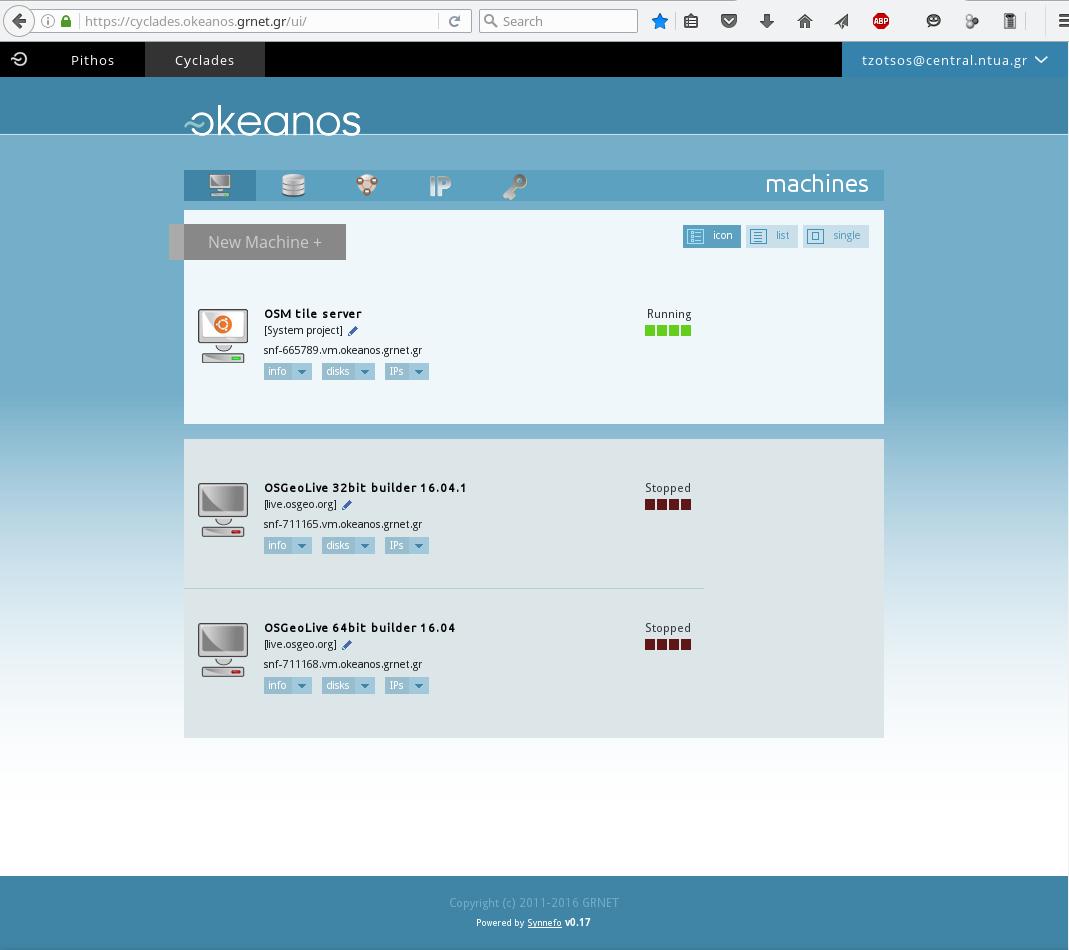 https://cyclades.okeanos.grnet.gr/ui/
Search
ABP
Pithos
Cyclades
tzotsos@central.ntua.gr
okeanos
IP
machines
New Machine +
icon
list
single
OSM tile server
[System project]
snf-665789.vm.okeanos.grnet.gr
info
disks
IPs
Running
OSGeoLive 32bit builder 16.04.1
[live.osgeo.org]
snf-711165.vm.okeanos.grnet.gr
info
disks
IPs
Stopped
OSGeoLive 64bit builder 16.04
[live.osgeo.org]
snf-711168.vm.okeanos.grnet.gr
info
disks
IPs
Stopped
Copyright (c) 2011-2016 GRNET
Powered by Synnefo v0.17